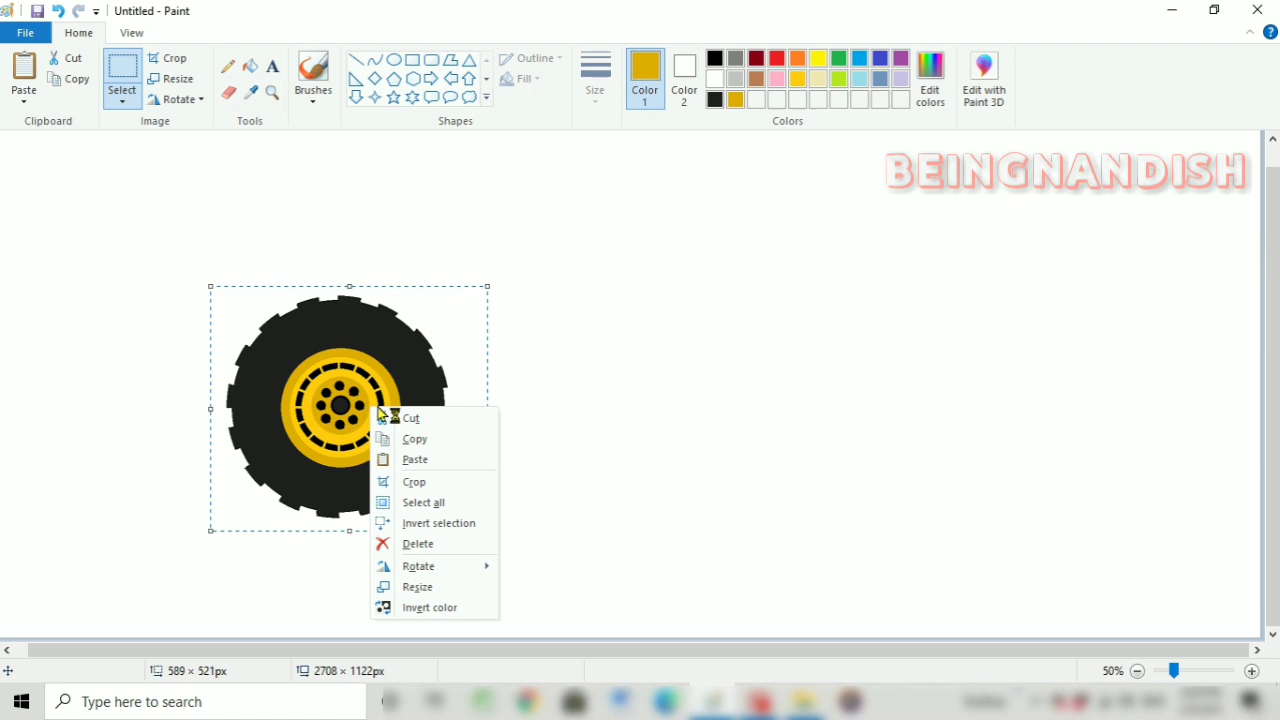 Untitled - Paint
File Home View
Paste
Cut
Copy
Clipboard
Select
Crop
Resize
Rotate
Image
A
Tools
Brushes
Outline
Fill
Shapes
Size
Color 1
Color 2
Edit colors
Colors
Edit with Paint 3D
BEINGNANDISH
Cut
Copy
Paste
Crop
Select all
Invert selection
Delete
Rotate
Resize
Invert color
589 × 521px
2708 × 1122px
50%
Type here to search